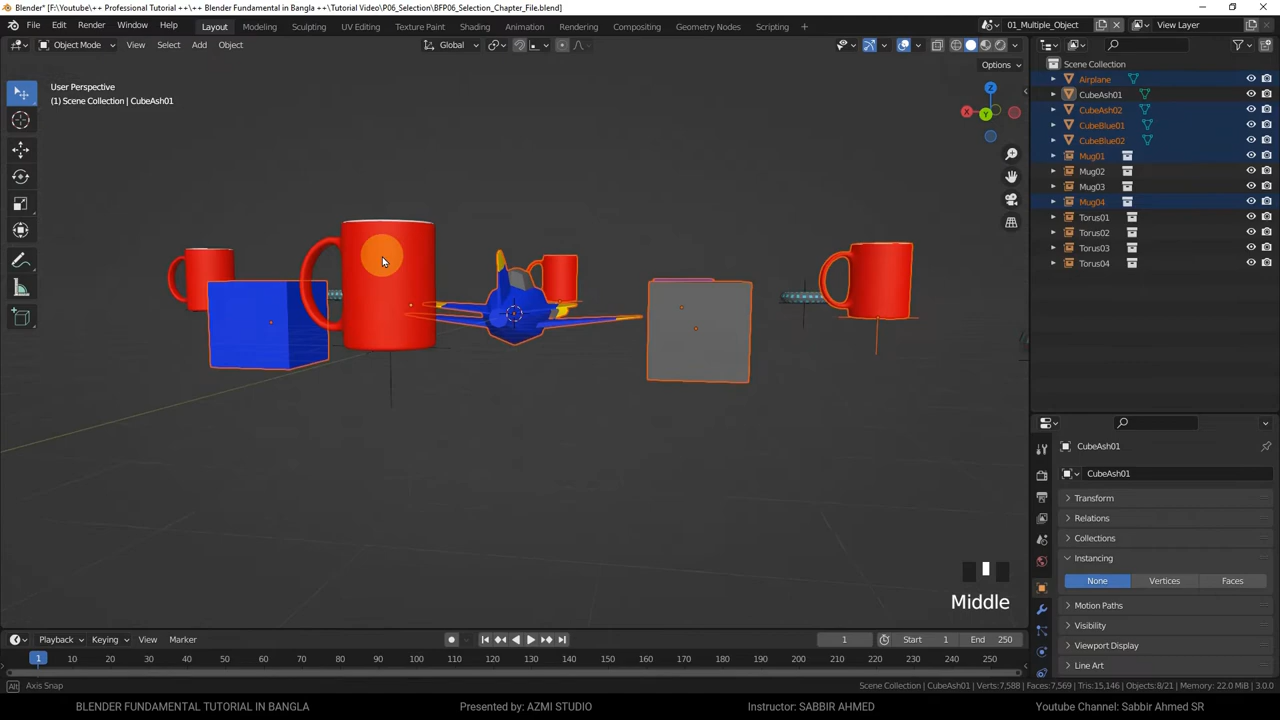 Blender* [F:\Youtube\++ Professional Tutorial ++\Blender Fundamental in Bangla ++\Tutorial Video\P06_Selection\BFP06_Selection_Chapter_File.blend]
File Edit Render Window Help Layout Modeling Sculpting UV Editing Texture Paint Shading Animation Rendering Compositing Geometry Nodes Scripting + 01_Multiple_Object View Layer
Object Mode View Select Add Object Global
Options
User Perspective
(1) Scene Collection | CubeAsh01
Z
X
Y
Scene Collection
Airplane
CubeAsh01
CubeAsh02
CubeBlue01
CubeBlue02
Mug01
Mug02
Mug03
Mug04
Torus01
Torus02
Torus03
Torus04
CubeAsh01
CubeAsh01
Transform
Relations
Collections
Instancing
None Vertices Faces
Motion Paths
Visibility
Viewport Display
Line Art
Middle
Playback Keying View Marker 1 Start 1 End 250
1 10 20 30 40 50 60 70 80 90 100 110 120 130 140 150 160 170 180 190 200 210 220 230 240 250
Alt Axis Snap Scene Collection | CubeAsh01 | Verts:7,588 | Faces:7,569 | Tris:15,146 | Objects:8/21 | Memory: 22.0 MiB | 3.0.0
BLENDER FUNDAMENTAL TUTORIAL IN BANGLA Presented by: AZMI STUDIO Instructor: SABBIR AHMED Youtube Channel: Sabbir Ahmed SR